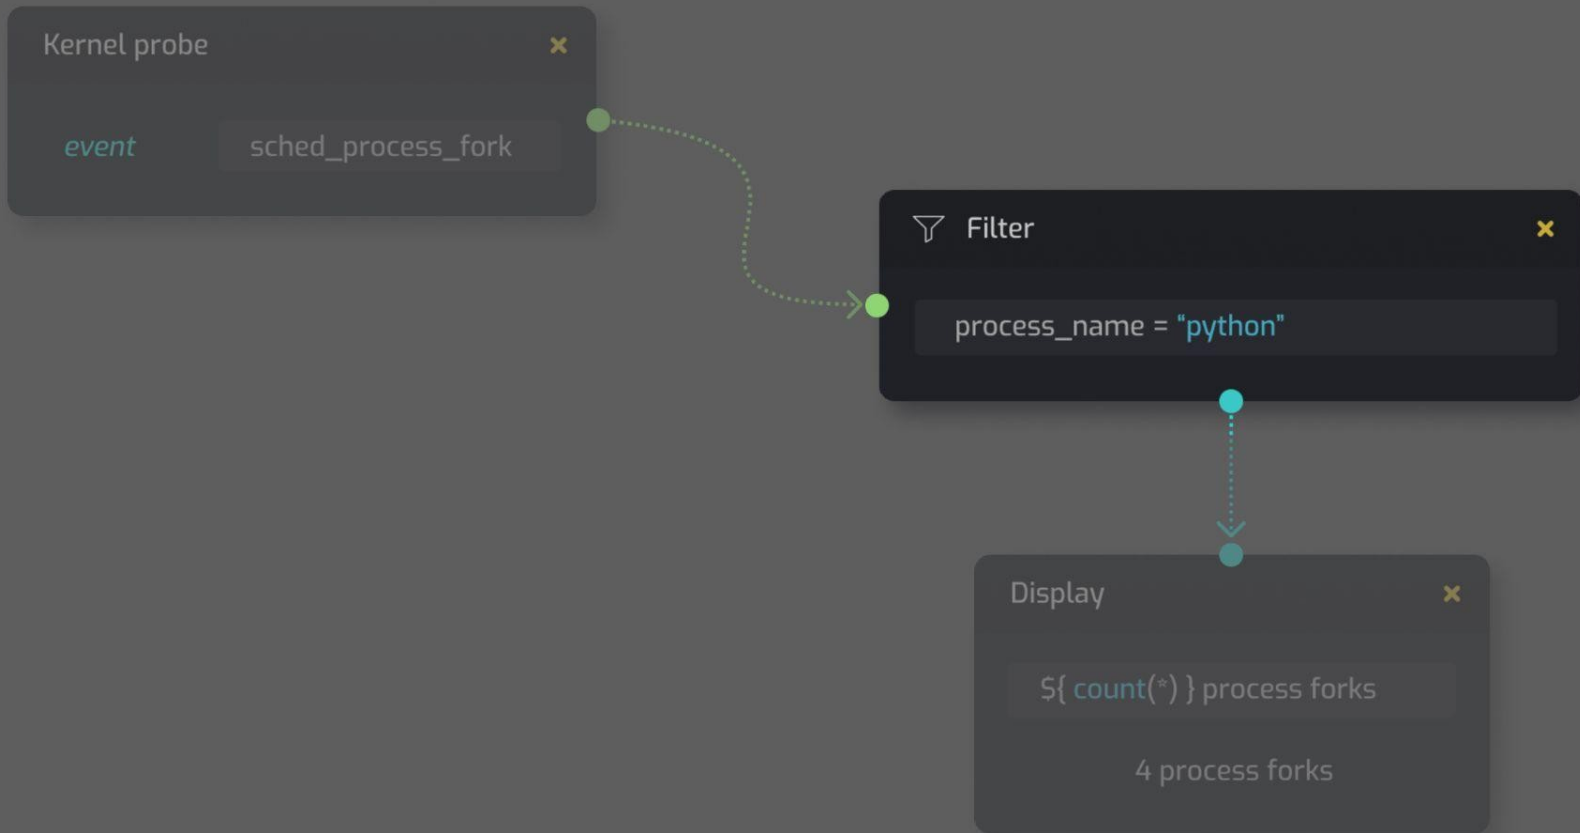 Kernel probe
event
sched_process_fork
Filter
process_name = “python”
Display
${ count(*) } process forks
4 process forks